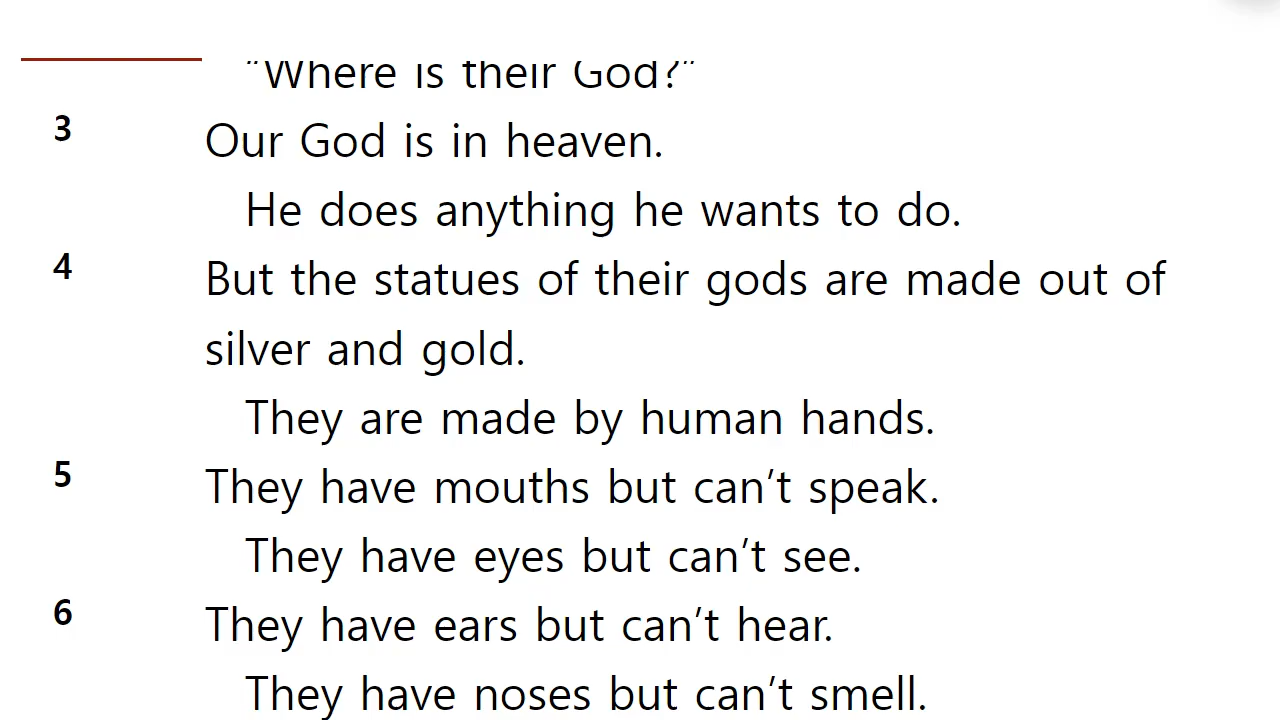 "Where is their God?"
3 Our God is in heaven.
He does anything he wants to do.
4 But the statues of their gods are made out of
silver and gold.
They are made by human hands.
5 They have mouths but can’t speak.
They have eyes but can’t see.
6 They have ears but can’t hear.
They have noses but can’t smell.